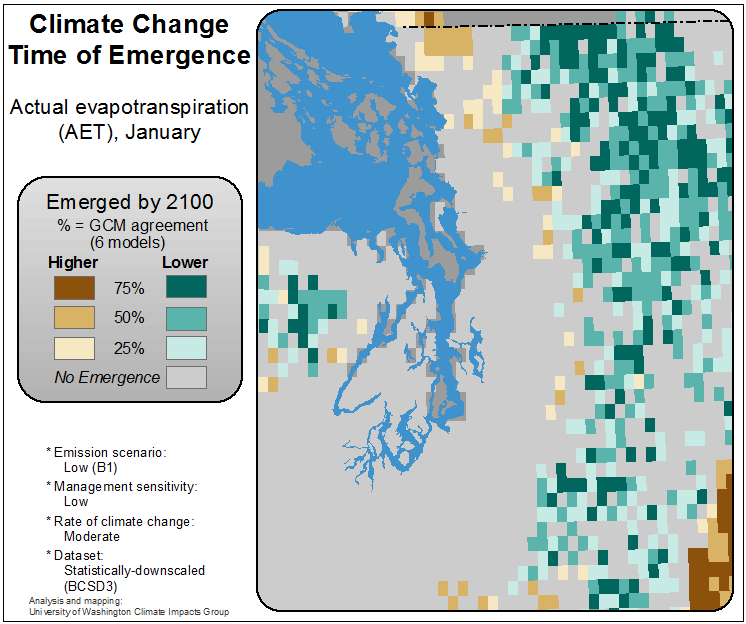 Climate Change
Time of Emergence
Actual evapotranspiration
(AET), January
Emerged by 2100
% = GCM agreement
(6 models)
Higher Lower
75%
50%
25%
No Emergence
* Emission scenario:
Low (B1)
* Management sensitivity:
Low
* Rate of climate change:
Moderate
* Dataset:
Statistically-downscaled
(BCSD3)
Analysis and mapping:
University of Washington Climate Impacts Group